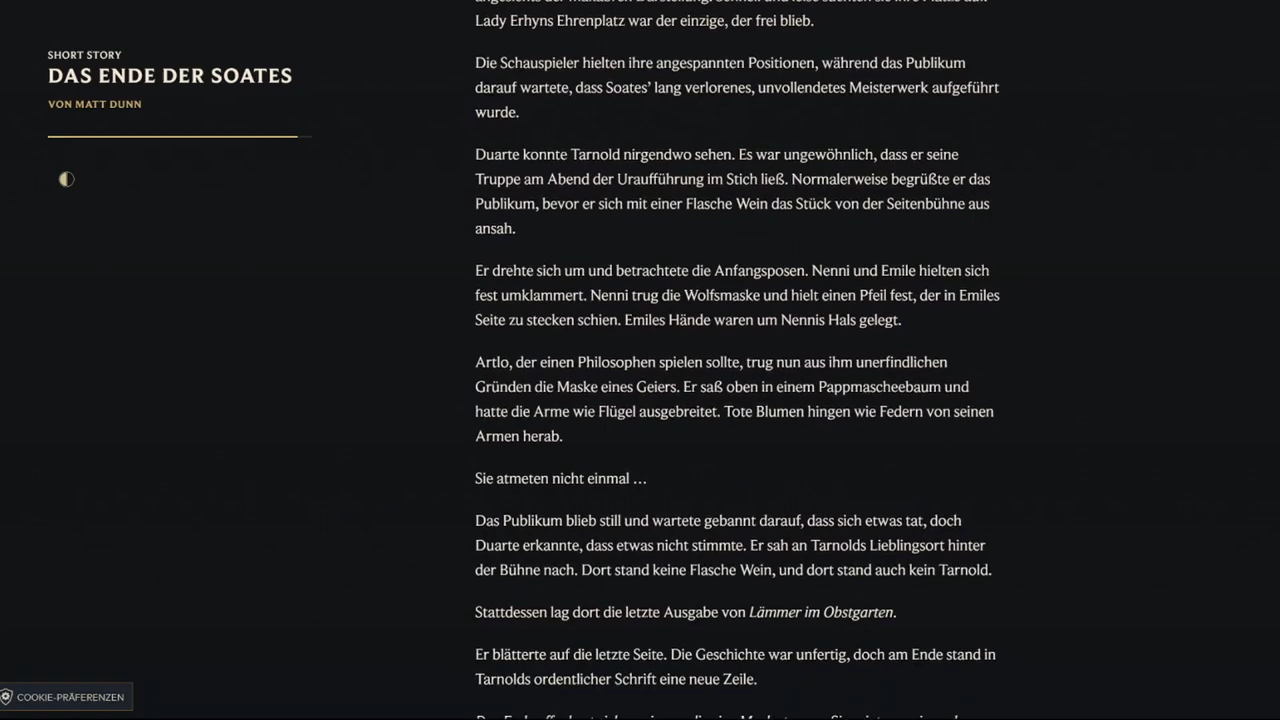 SHORT STORY
DAS ENDE DER SOATES
VON MATT DUNN
Lady Erhyns Ehrenplatz war der einzige, der frei blieb.
Die Schauspieler hielten ihre angespannten Positionen, während das Publikum
darauf wartete, dass Soates’ lang verlorenes, unvollendetes Meisterwerk aufgeführt
wurde.
Duarte konnte Tarnold nirgendwo sehen. Es war ungewöhnlich, dass er seine
Truppe am Abend der Uraufführung im Stich ließ. Normalerweise begrüßte er das
Publikum, bevor er sich mit einer Flasche Wein das Stück von der Seitenbühne aus
ansah.
Er drehte sich um und betrachtete die Anfangsposen. Nenni und Emile hielten sich
fest umklammert. Nenni trug die Wolfsmaske und hielt einen Pfeil fest, der in Emiles
Seite zu stecken schien. Emiles Hände waren um Nennis Hals gelegt.
Artlo, der einen Philosophen spielen sollte, trug nun aus ihm unerfindlichen
Gründen die Maske eines Geiers. Er saß oben in einem Pappmascheebaum und
hatte die Arme wie Flügel ausgebreitet. Tote Blumen hingen wie Federn von seinen
Armen herab.
Sie atmeten nicht einmal …
Das Publikum blieb still und wartete gebannt darauf, dass sich etwas tat, doch
Duarte erkannte, dass etwas nicht stimmte. Er sah an Tarnolds Lieblingsort hinter
der Bühne nach. Dort stand keine Flasche Wein, und dort stand auch kein Tarnold.
Stattdessen lag dort die letzte Ausgabe von Lämmer im Obstgarten.
Er blätterte auf die letzte Seite. Die Geschichte war unfertig, doch am Ende stand in
Tarnolds ordentlicher Schrift eine neue Zeile.
COOKIE-PRÄFERENZEN